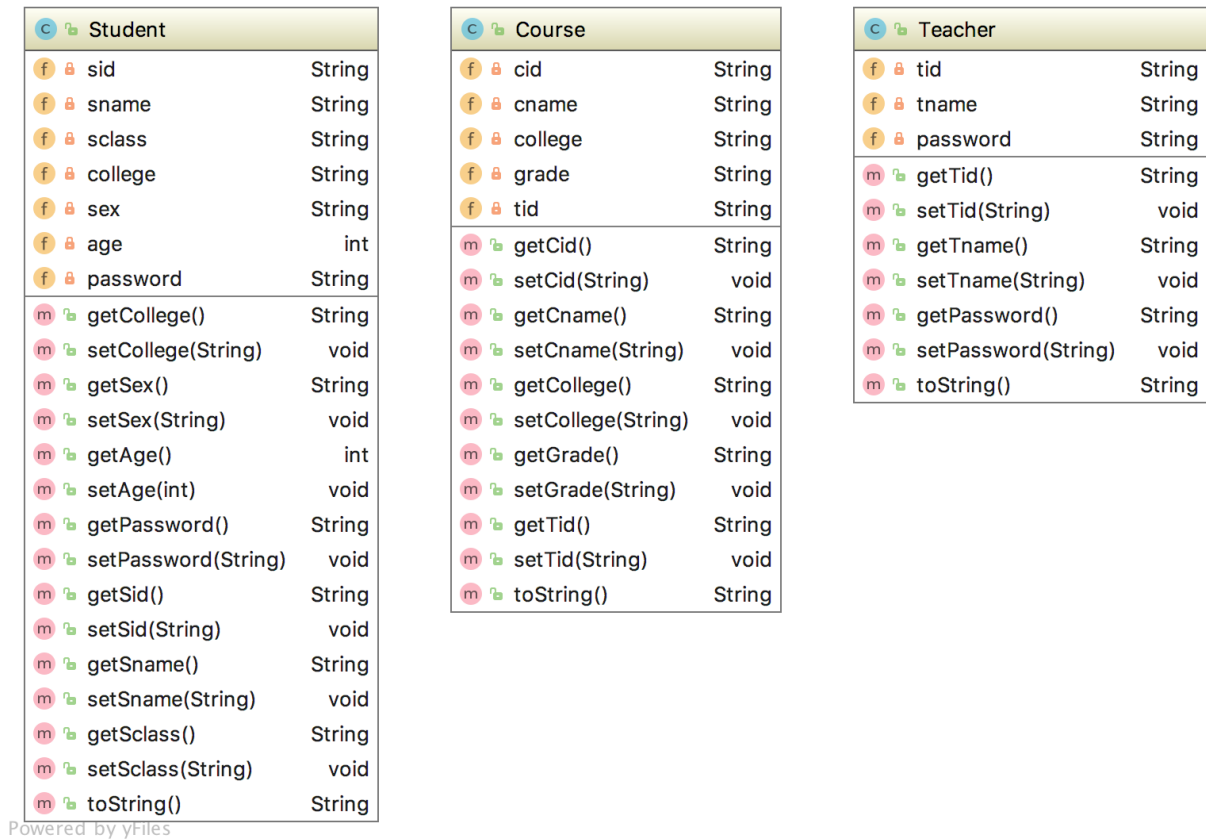 Student
sid String
sname String
sclass String
college String
sex String
age int
password String
getCollege() String
setCollege(String) void
getSex() String
setSex(String) void
getAge() int
setAge(int) void
getPassword() String
setPassword(String) void
getSid() String
setSid(String) void
getSname() String
setSname(String) void
getSclass() String
setSclass(String) void
toString() String
Course
cid String
cname String
college String
grade String
tid String
getCid() String
setCid(String) void
getCname() String
setCname(String) void
getCollege() String
setCollege(String) void
getGrade() String
setGrade(String) void
getTid() String
setTid(String) void
toString() String
Teacher
tid String
tname String
password String
getTid() String
setTid(String) void
getTname() String
setTname(String) void
getPassword() String
setPassword(String) void
toString() String
Powered by yFiles